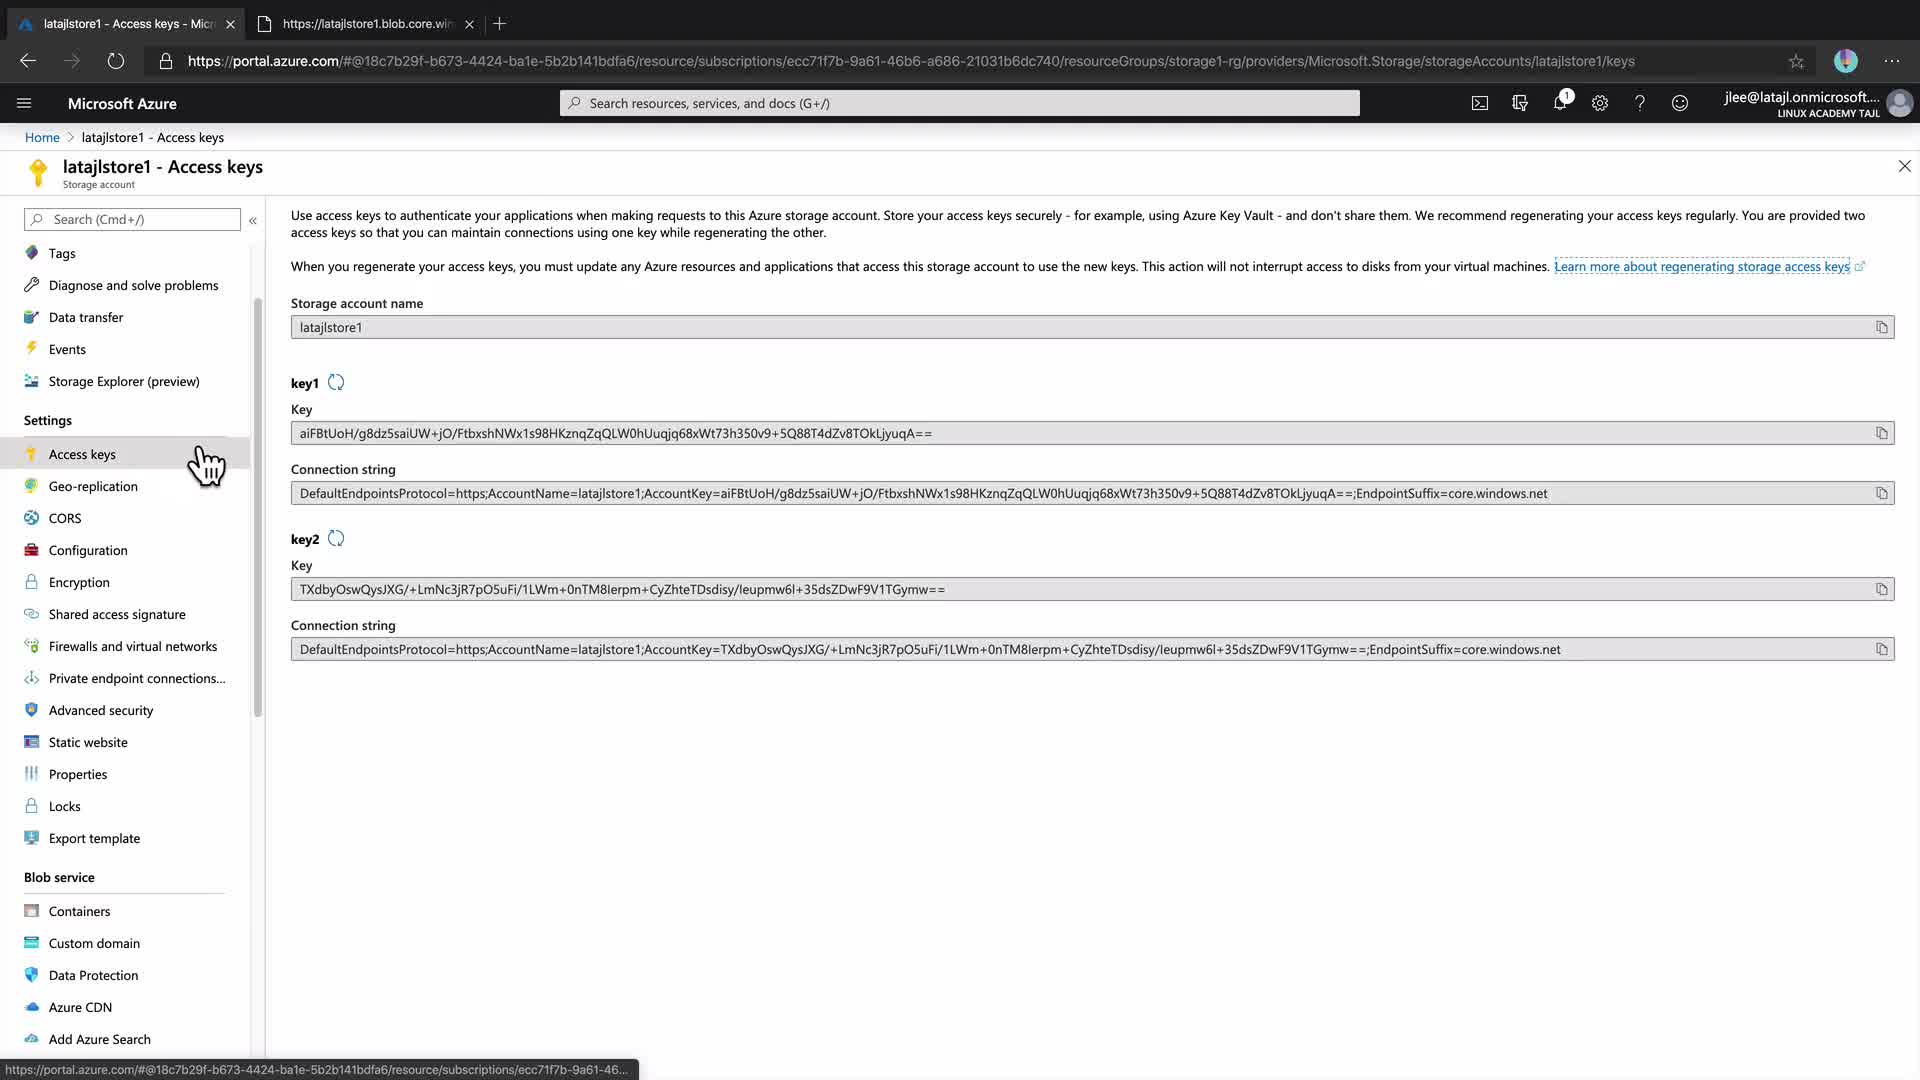 latajlstore1 - Access keys - Micr
https://latajlstore1.blob.core.win
https://portal.azure.com/#@18c7b29f-b673-4424-ba1e-5b2b141bdfa6/resource/subscriptions/ecc71f7b-9a61-46b6-a686-21031b6dc740/resourceGroups/storage1-rg/providers/Microsoft.Storage/storageAccounts/latajlstore1/keys
Microsoft Azure
Search resources, services, and docs (G+/)
1
jlee@latajl.onmicrosoft....
LINUX ACADEMY TAJL
Home > latajlstore1 - Access keys
latajlstore1 - Access keys
Storage account
Search (Cmd+/)
Tags
Diagnose and solve problems
Data transfer
Events
Storage Explorer (preview)
Settings
Access keys
Geo-replication
CORS
Configuration
Encryption
Shared access signature
Firewalls and virtual networks
Private endpoint connections...
Advanced security
Static website
Properties
Locks
Export template
Blob service
Containers
Custom domain
Data Protection
Azure CDN
Add Azure Search
Use access keys to authenticate your applications when making requests to this Azure storage account. Store your access keys securely - for example, using Azure Key Vault - and don't share them. We recommend regenerating your access keys regularly. You are provided two
access keys so that you can maintain connections using one key while regenerating the other.
When you regenerate your access keys, you must update any Azure resources and applications that access this storage account to use the new keys. This action will not interrupt access to disks from your virtual machines. Learn more about regenerating storage access keys
Storage account name
latajlstore1
key1
Key
aiFBtUoH/g8dz5saiUW+jO/FtbxshNWx1s98HKznqZqQLW0hUuqjq68xWt73h350v9+5Q88T4dZv8TOkLjyuqA==
Connection string
DefaultEndpointsProtocol=https;AccountName=latajlstore1;AccountKey=aiFBtUoH/g8dz5saiUW+jO/FtbxshNWx1s98HKznqZqQLW0hUuqjq68xWt73h350v9+5Q88T4dZv8TOkLjyuqA==;EndpointSuffix=core.windows.net
key2
Key
TXdbyOswQysJXG/+LmNc3jR7pO5uFi/1LWm+0nTM8Ierpm+CyZhteTDsdisy/Ieupmw6l+35dsZDwF9V1TGymw==
Connection string
DefaultEndpointsProtocol=https;AccountName=latajlstore1;AccountKey=TXdbyOswQysJXG/+LmNc3jR7pO5uFi/1LWm+0nTM8Ierpm+CyZhteTDsdisy/Ieupmw6l+35dsZDwF9V1TGymw==;EndpointSuffix=core.windows.net
https://portal.azure.com/#@18c7b29f-b673-4424-ba1e-5b2b141bdfa6/resource/subscriptions/ecc71f7b-9a61-46...